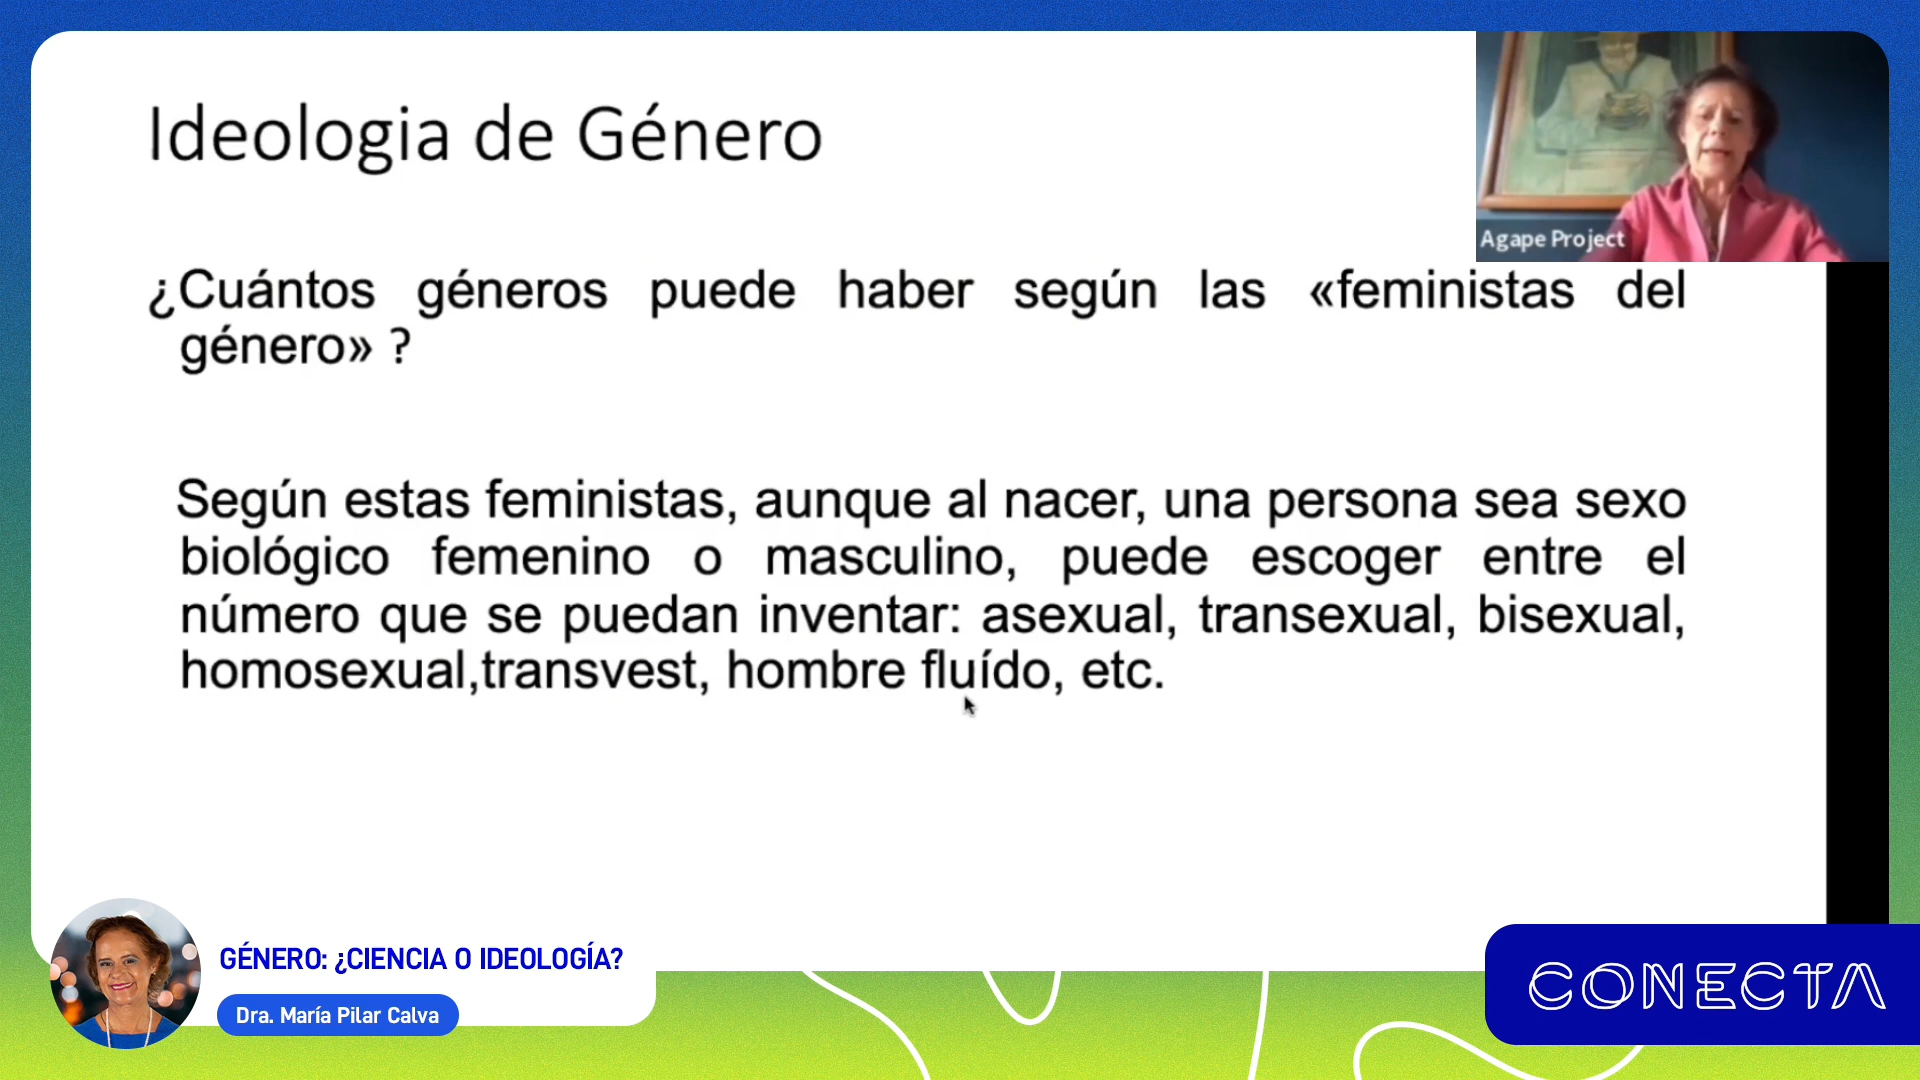 Ideologia de Género
Agape Project
¿Cuántos géneros puede haber según las «feministas del
género» ?
Según estas feministas, aunque al nacer, una persona sea sexo
biológico femenino o masculino, puede escoger entre el
número que se puedan inventar: asexual, transexual, bisexual,
homosexual,transvest, hombre fluído, etc.
GÉNERO: ¿CIENCIA O IDEOLOGÍA?
Dra. María Pilar Calva
CONECTA